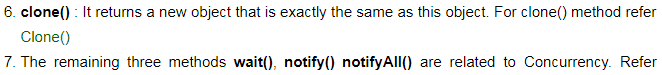 6. clone() : It returns a new object that is exactly the same as this object. For clone() method refer
Clone()
7. The remaining three methods wait(), notify() notifyAll() are related to Concurrency. Refer